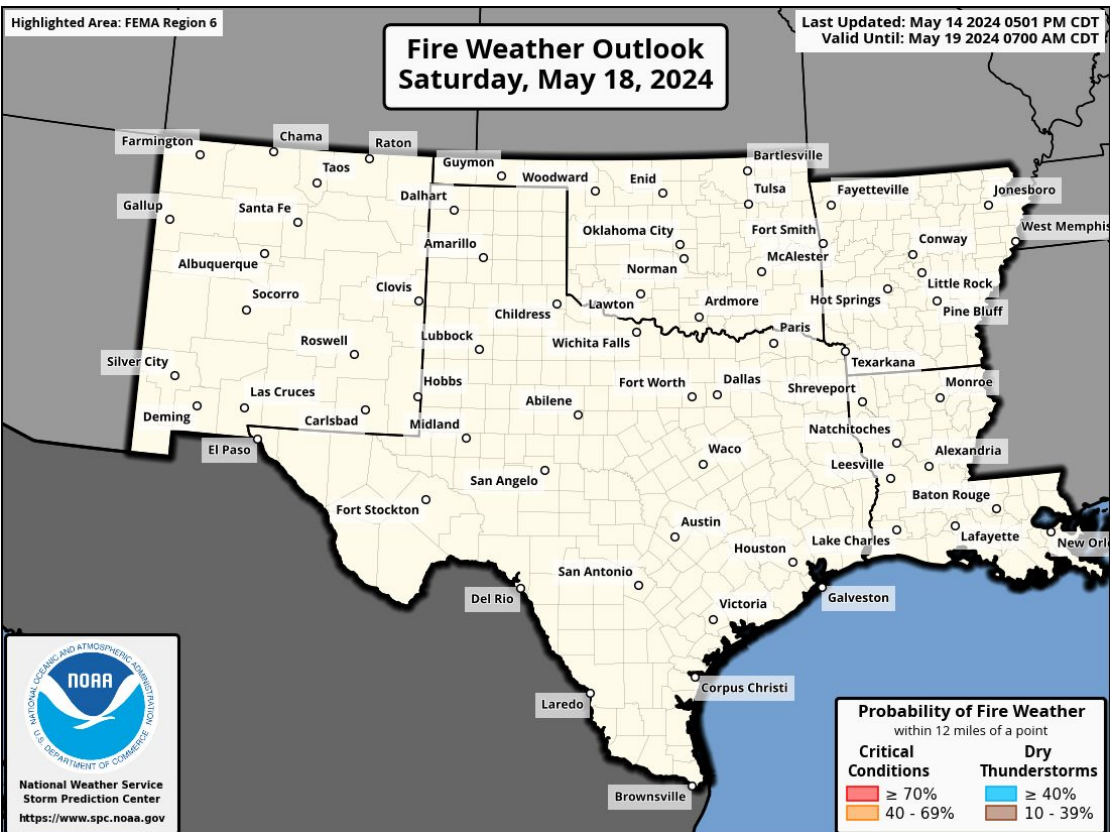 Highlighted Area: FEMA Region 6
Fire Weather Outlook
Saturday, May 18, 2024
Last Updated: May 14 2024 0501 PM CDT
Valid Until: May 19 2024 0700 AM CDT
Farmington
Chama
Raton
Guymon
Bartlesville
Taos
Woodward
Enid
Tulsa
Fayetteville
Jonesboro
Gallup
Santa Fe
Dalhart
West Memphis
Oklahoma City
Fort Smith
Conway
Albuquerque
Amarillo
Norman
McAlester
Socorro
Clovis
Little Rock
Childress
Lawton
Ardmore
Hot Springs
Pine Bluff
Roswell
Lubbock
Wichita Falls
Paris
Silver City
Texarkana
Las Cruces
Hobbs
Fort Worth
Dallas
Shreveport
Monroe
Deming
Carlsbad
Midland
Abilene
Natchitoches
El Paso
Waco
Alexandria
San Angelo
Leesville
Fort Stockton
Baton Rouge
Austin
Lake Charles
Lafayette
New Orl
Houston
San Antonio
Del Rio
Victoria
Galveston
Laredo
Corpus Christi
Brownsville
NATIONAL OCEANIC AND ATMOSPHERIC ADMINISTRATION
NOAA
U.S. DEPARTMENT OF COMMERCE
National Weather Service
Storm Prediction Center
https://www.spc.noaa.gov
Probability of Fire Weather
within 12 miles of a point
Critical Conditions
≥ 70%
40 - 69%
Dry Thunderstorms
≥ 40%
10 - 39%